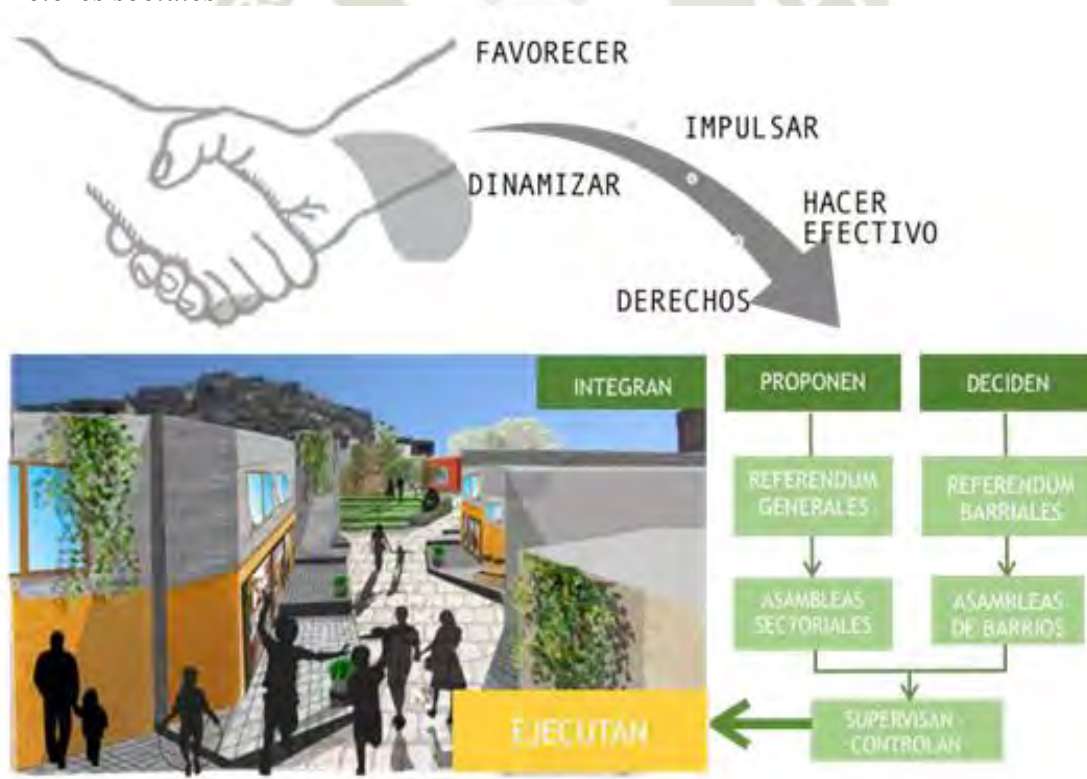 FAVORECER
IMPULSAR
DINAMIZAR
HACER
EFECTIVO
DERECHOS
INTEGRAN
PROPONEN
DECIDEN
REFERENDUM
GENERALES
REFERENDUM
BARRIALES
ASAMBLEAS
SECTORIALES
ASAMBLEAS
DE BARRIOS
SUPERVISAN
CONTROLAN
EJECUTAN